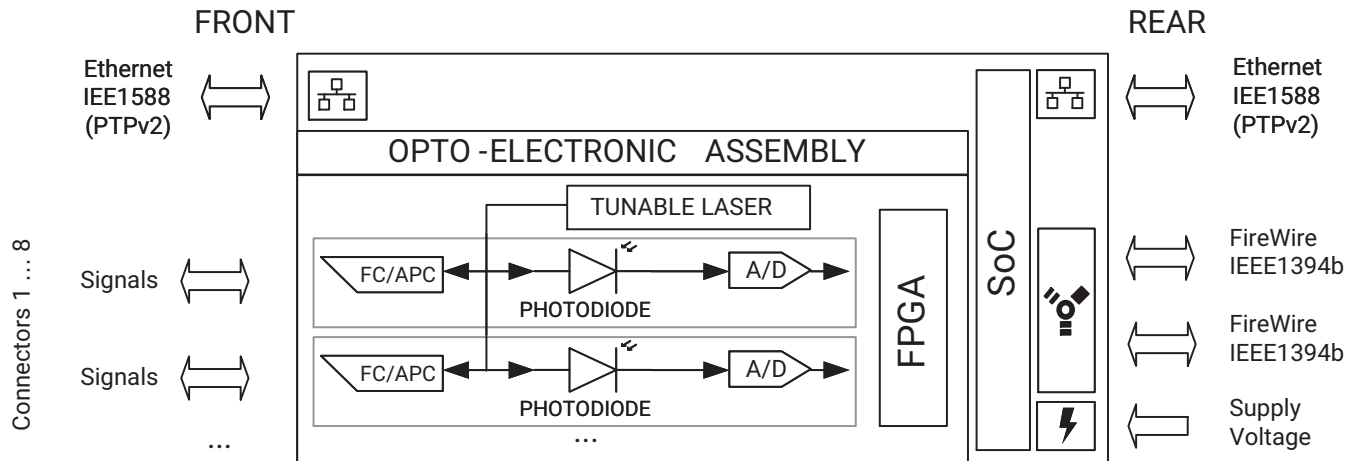 FRONT
REAR
Ethernet
IEE1588
(PTPv2)
Ethernet
IEE1588
(PTPv2)
OPTO -ELECTRONIC ASSEMBLY
TUNABLE LASER
Connectors 1 ... 8
Signals
FC/APC
A/D
PHOTODIODE
Signals
FC/APC
A/D
PHOTODIODE
...
...
FPGA
SoC
FireWire
IEEE1394b
FireWire
IEEE1394b
Supply
Voltage